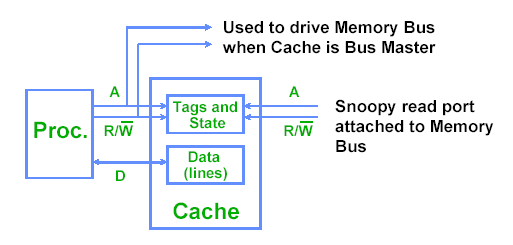 Used to drive Memory Bus
when Cache is Bus Master
A
R/W̅
Proc.
D
Tags and
State
Data
(lines)
Cache
A
R/W̅
Snoopy read port
attached to Memory
Bus